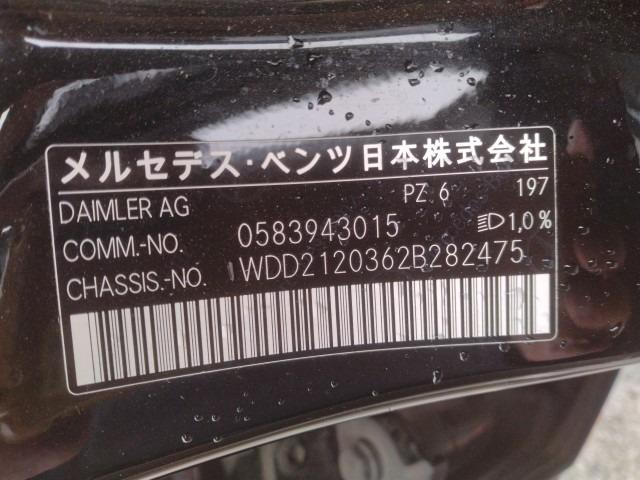 メルセデス・ベンツ日本株式会社
DAIMLER AG PZ 6 197
COMM.-NO. 0583943015 1,0%
CHASSIS.-NO. WDD2120362B282475